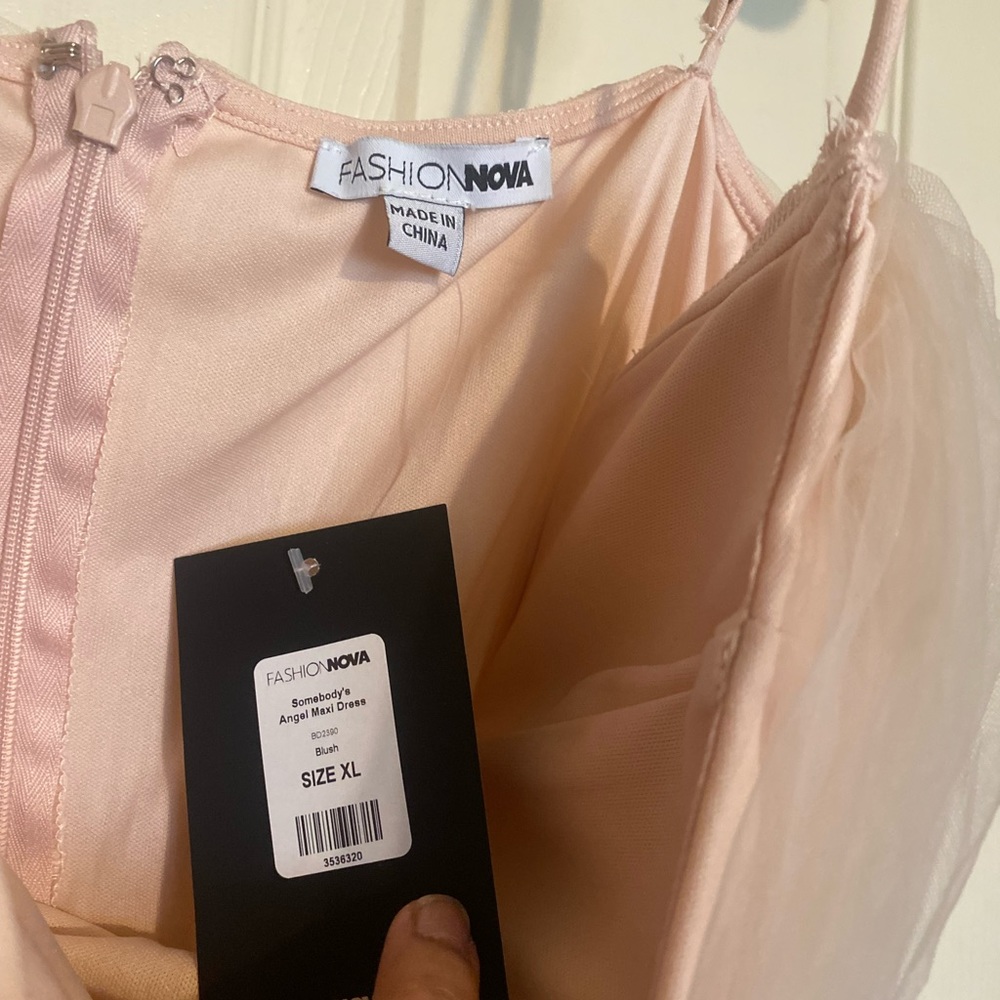 FASHIONNOVA
MADE IN
CHINA
FASHIONNOVA
Somebody's
Angel Maxi Dress
BD2390
Blush
SIZE XL
3536320